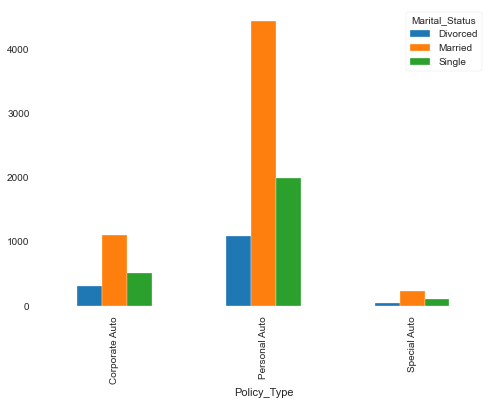 Marital_Status
Divorced
Married
Single
4000
3000
2000
1000
0
Corporate Auto
Personal Auto
Special Auto
Policy_Type